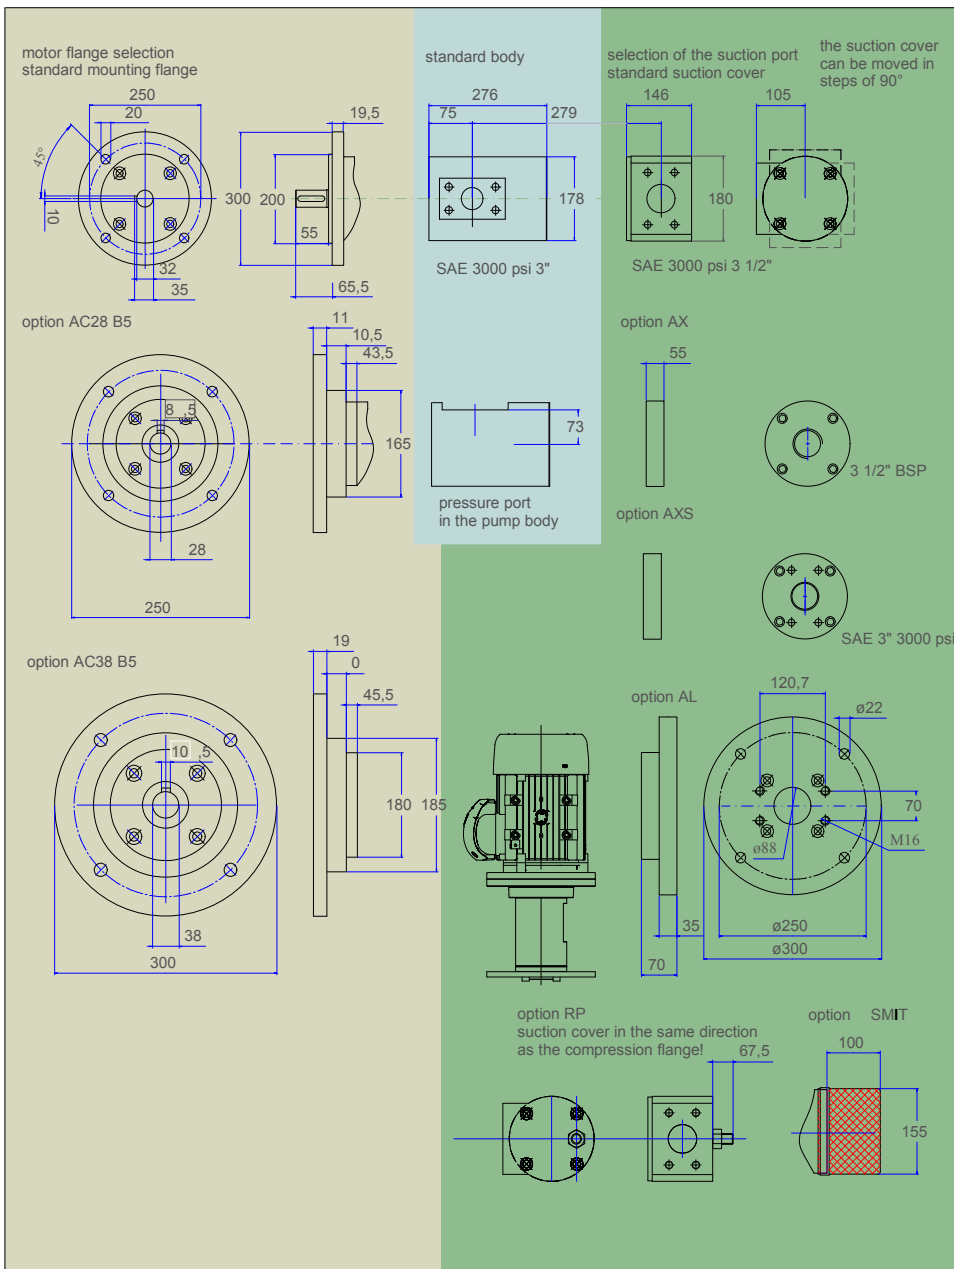 motor flange selection
standard mounting flange
standard body
selection of the suction port
standard suction cover
the suction cover
can be moved in
steps of 90°
250
20
19,5
276
75
279
146
105
45°
10
300
200
55
178
180
32
35
65,5
SAE 3000 psi 3"
SAE 3000 psi 3 1/2"
option AC28 B5
11
10,5
43,5
option AX
55
8 ,5
165
73
3 1/2" BSP
pressure port
in the pump body
option AXS
28
250
SAE 3" 3000 psi
option AC38 B5
19
0
45,5
option AL
120,7
ø22
10 ,5
180
185
70
ø88
M16
38
300
35
70
ø250
ø300
option RP
suction cover in the same direction
as the compression flange!
67,5
option SMIT
100
155